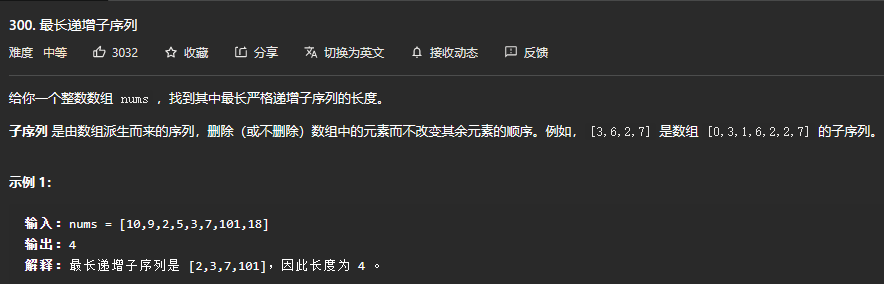 300. 最长递增子序列
难度 中等 3032 收藏 分享 切换为英文 接收动态 反馈
给你一个整数数组 nums ，找到其中最长严格递增子序列的长度。
子序列 是由数组派生而来的序列，删除（或不删除）数组中的元素而不改变其余元素的顺序。例如，[3,6,2,7] 是数组 [0,3,1,6,2,2,7] 的子序列。
示例 1：
输入：nums = [10,9,2,5,3,7,101,18]
输出：4
解释：最长递增子序列是 [2,3,7,101]，因此长度为 4 。